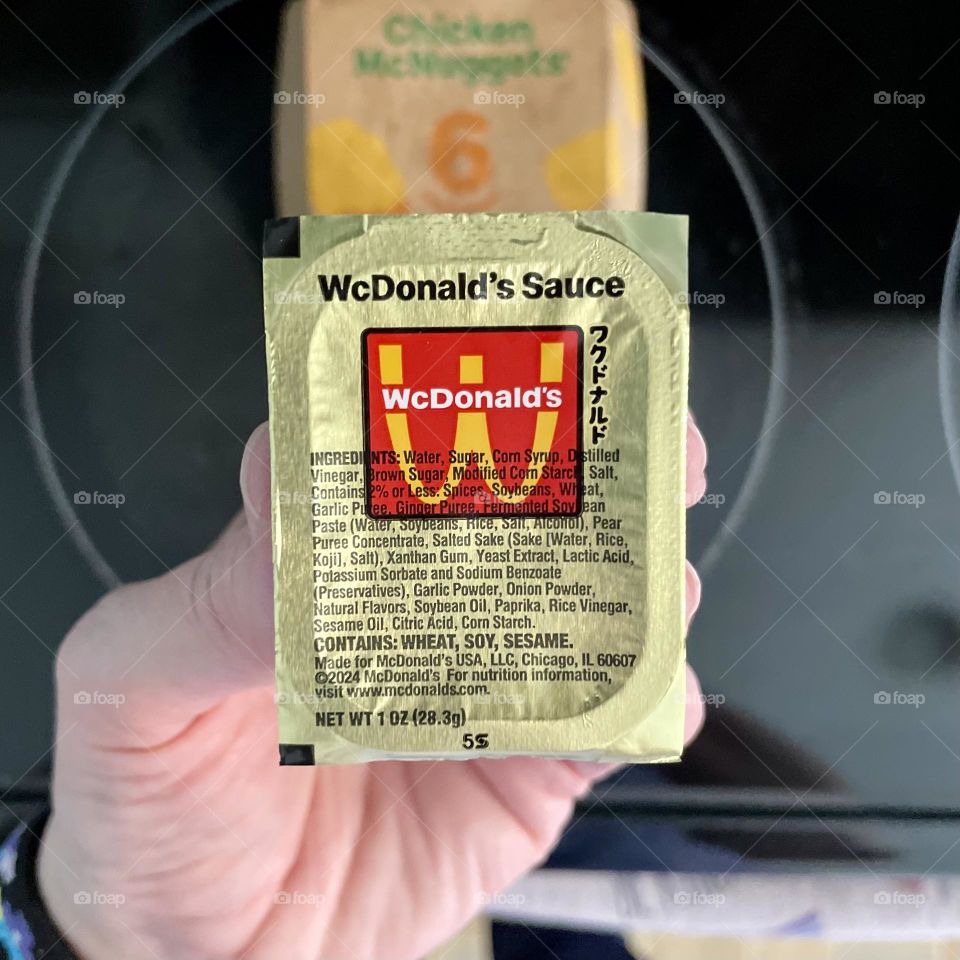 Chicken
McNuggets
6
WcDonald's Sauce
WcDonald's
ワクドナルド
INGREDIENTS: Water, Sugar, Corn Syrup, Distilled
Vinegar, Brown Sugar, Modified Corn Starch, Salt,
Contains 2% or Less: Spices, Soybeans, Wheat,
Garlic Puree, Ginger Puree, Fermented Soybean
Paste (Water, Soybeans, Rice, Salt, Alcohol), Pear
Puree Concentrate, Salted Sake (Sake [Water, Rice,
Koji], Salt), Xanthan Gum, Yeast Extract, Lactic Acid,
Potassium Sorbate and Sodium Benzoate
(Preservatives), Garlic Powder, Onion Powder,
Natural Flavors, Soybean Oil, Paprika, Rice Vinegar,
Sesame Oil, Citric Acid, Corn Starch.
CONTAINS: WHEAT, SOY, SESAME.
Made for McDonald's USA, LLC, Chicago, IL 60607
©2024 McDonald's For nutrition information,
visit www.mcdonalds.com.
NET WT 1 OZ (28.3g)
foap